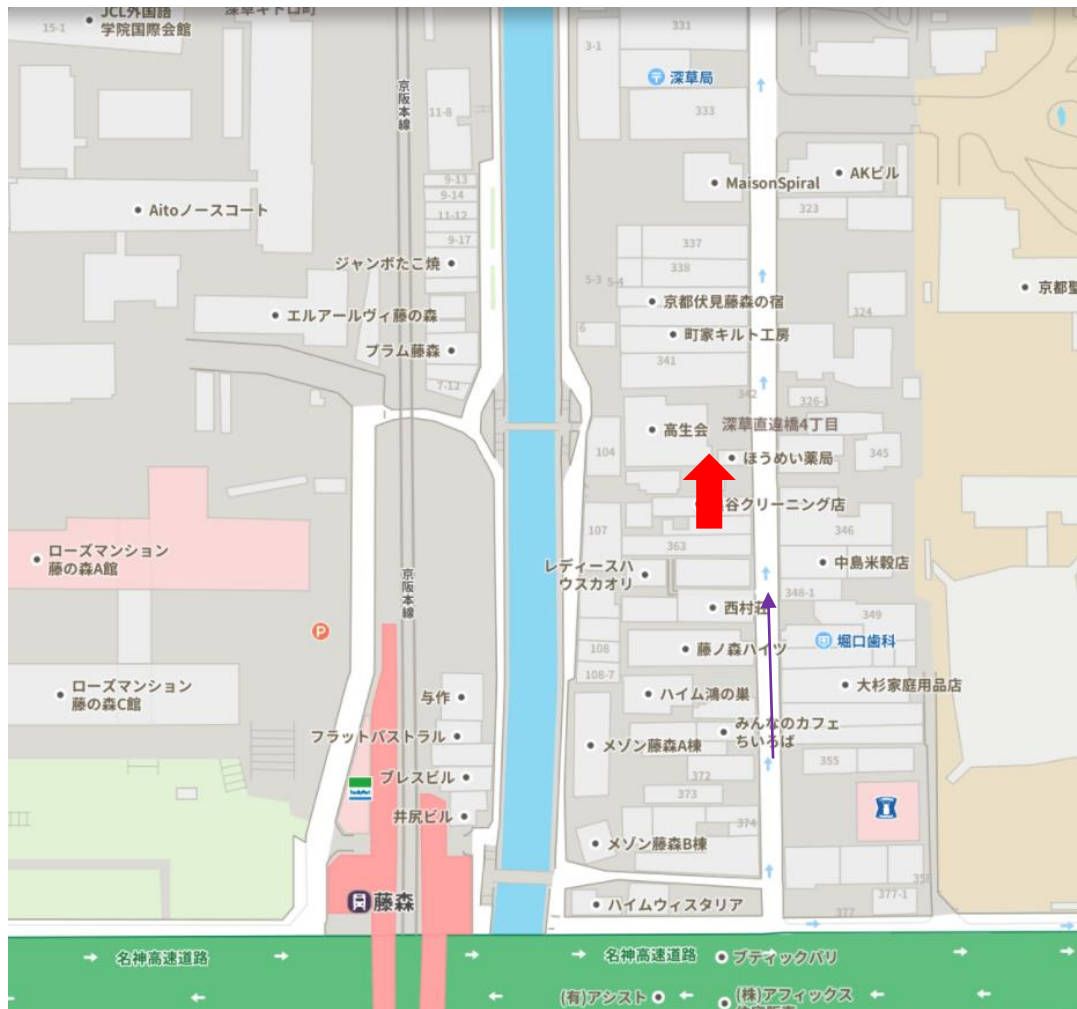 JCL外国語
学院国際会館
深草キトロ町
15-1
331
3-1
深草局
333
京阪本線
11-8
MaisonSpiral
AKビル
323
9-13
9-14
11-12
9-17
Aitoノースコート
337
338
ジャンボたこ焼
5-3
5-4
京都伏見藤森の宿
324
エルアールヴィ藤の森
6
町家キルト工房
プラム藤森
341
7-12
342
326-1
高生会
深草直違橋4丁目
104
ほうめい薬局
345
谷クリーニング店
107
346
363
ローズマンション
藤の森A館
京阪本線
レディースハ
ウスカオリ
中島米穀店
348-1
西村荘
349
P
108
藤ノ森ハイツ
堀口歯科
108-7
ローズマンション
藤の森C館
与作
ハイム鴻の巣
大杉家庭用品店
フラットパストラル
メゾン藤森A棟
みんなのカフェ
ちいろば
355
プレスビル
372
FamilyMart
373
井尻ビル
374
メゾン藤森B棟
358
藤森
ハイムウィスタリア
377-1
377
名神高速道路
名神高速道路
ブティックパリ
(有)アシスト
(株)アフィックス